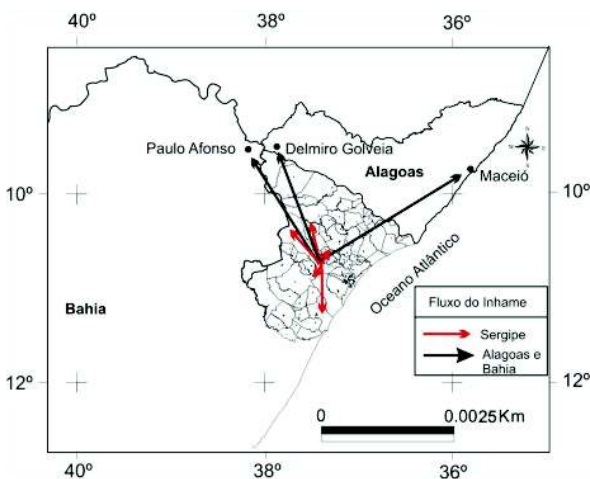 40º
38º
36º
Paulo Afonso
Delmiro Golveia
Alagoas
Maceió
10º
10º
Oceano Atlântico
Bahia
Fluxo do Inhame
Sergipe
Alagoas e
Bahia
12º
12º
0
0.0025Km
40º
38º
36º